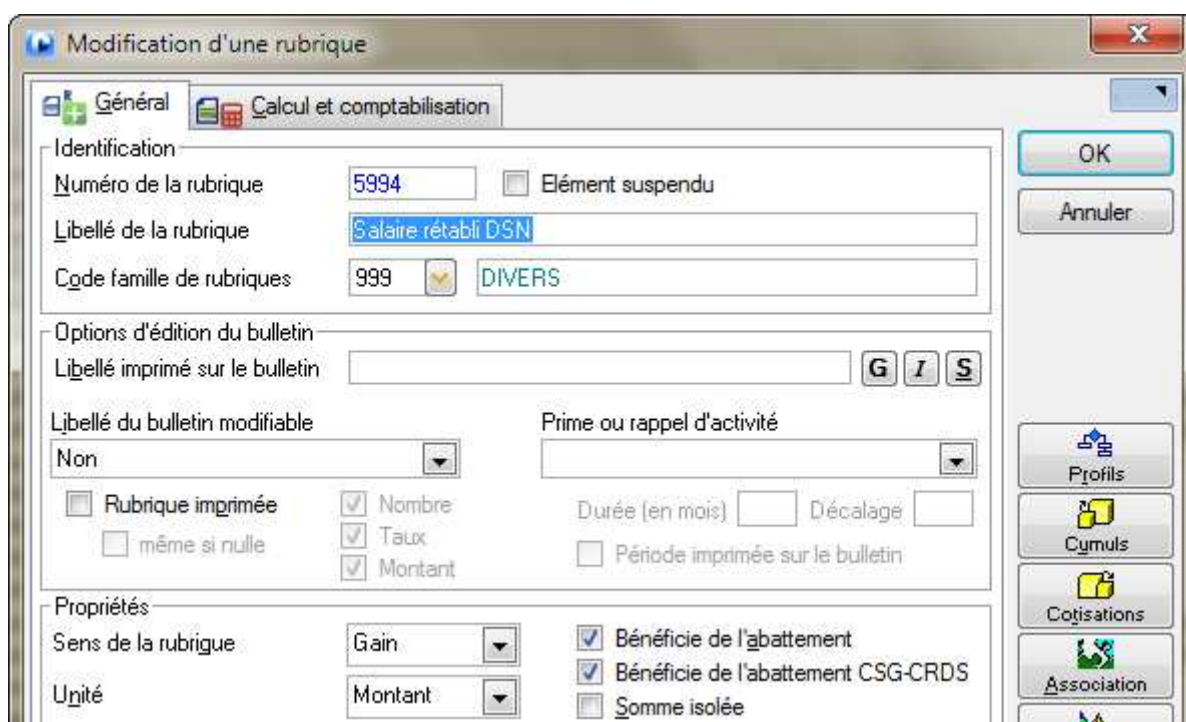 Modification d'une rubrique
Général
Calcul et comptabilisation
Identification
Numéro de la rubrique 5994 Elément suspendu
Libellé de la rubrique Salaire rétabli DSN
Code famille de rubriques 999 DIVERS
Options d'édition du bulletin
Libellé imprimé sur le bulletin G I S
Libellé du bulletin modifiable Prime ou rappel d'activité
Non
Rubrique imprimée Nombre Durée (en mois) Décalage
même si nulle Taux Période imprimée sur le bulletin
Montant
Propriétés
Sens de la rubrigue Gain Bénéficie de l'abattement
Bénéficie de l'abattement CSG-CRDS
Unité Montant Somme isolée
OK
Annuler
Profils
Cumuls
Cotisations
Association